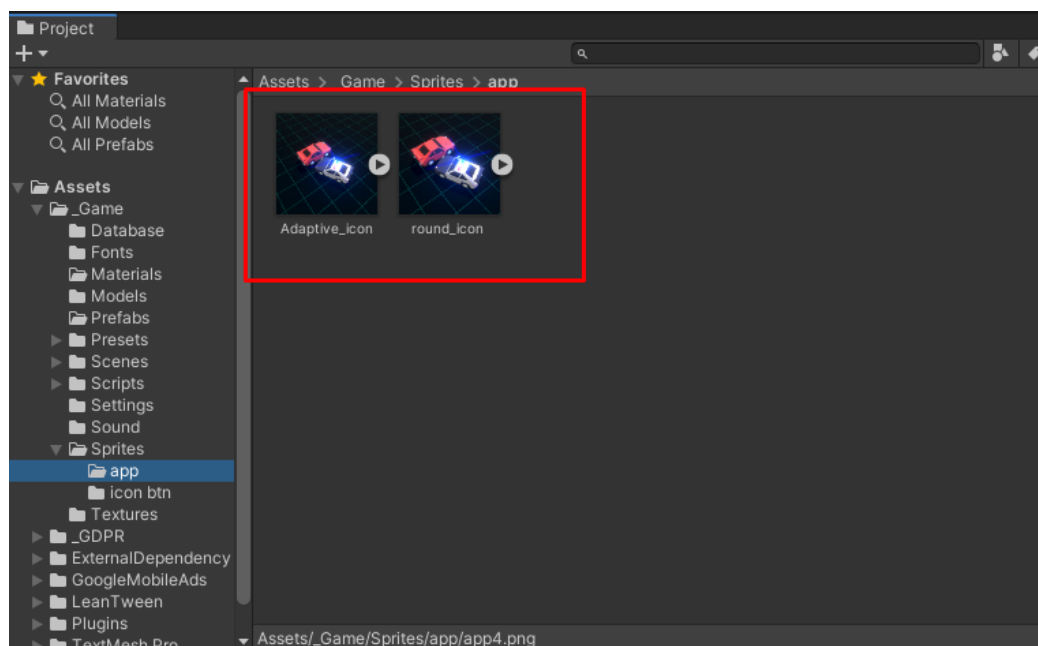 Project
Favorites
All Materials
All Models
All Prefabs
Assets
_Game
Database
Fonts
Materials
Models
Prefabs
Presets
Scenes
Scripts
Settings
Sound
Sprites
app
icon btn
Textures
_GDPR
ExternalDependency
GoogleMobileAds
LeanTween
Plugins
TextMesh Pro
Assets > _Game > Sprites > app
Adaptive_icon
round_icon
Assets/_Game/Sprites/app/app4.png